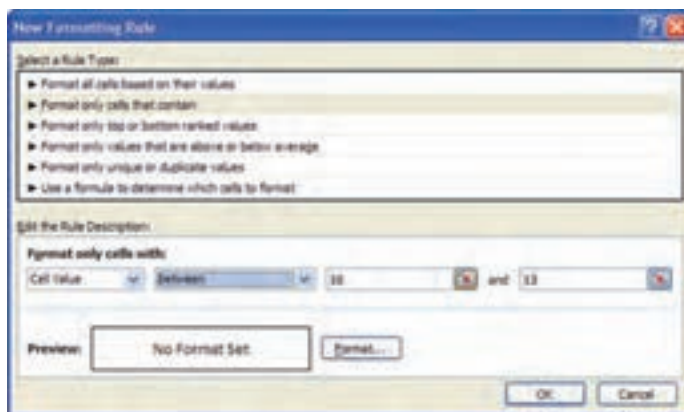 New Formatting Rule
Select a Rule Type:
► Format all cells based on their values
► Format only cells that contain
► Format only top or bottom ranked values
► Format only values that are above or below average
► Format only unique or duplicate values
► Use a formula to determine which cells to format
Edit the Rule Description:
Format only cells with:
Cell Value between 10 and 13
Preview: No Format Set Format...
OK Cancel